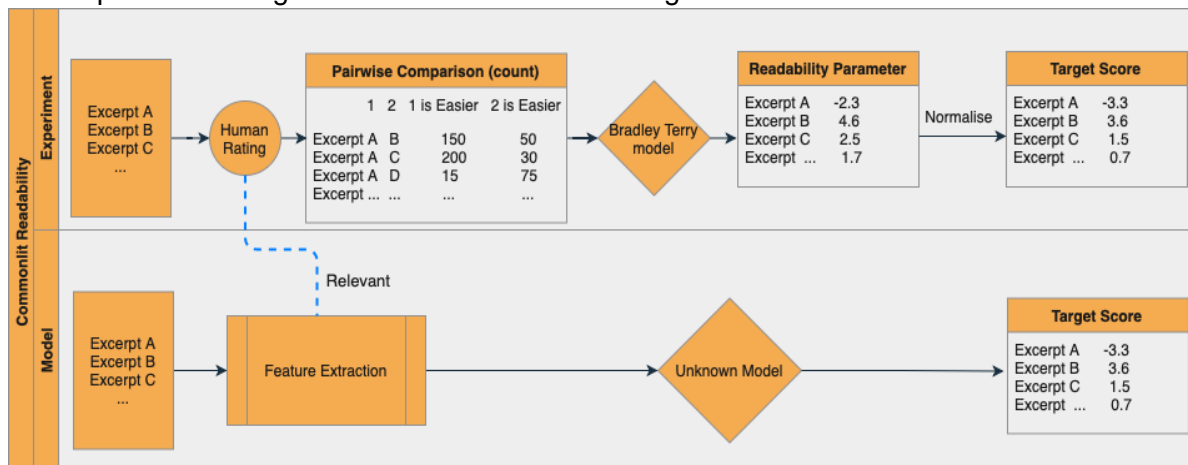 Commonlit Readability
Experiment
Excerpt A
Excerpt B
Excerpt C
...
Human
Rating
Pairwise Comparison (count)
1 2 1 is Easier 2 is Easier
Excerpt A B 150 50
Excerpt A C 200 30
Excerpt A D 15 75
Excerpt ... ... ... ...
Bradley Terry
model
Readability Parameter
Excerpt A -2.3
Excerpt B 4.6
Excerpt C 2.5
Excerpt ... 1.7
Normalise
Target Score
Excerpt A -3.3
Excerpt B 3.6
Excerpt C 1.5
Excerpt ... 0.7
Relevant
Model
Excerpt A
Excerpt B
Excerpt C
...
Feature Extraction
Unknown Model
Target Score
Excerpt A -3.3
Excerpt B 3.6
Excerpt C 1.5
Excerpt ... 0.7